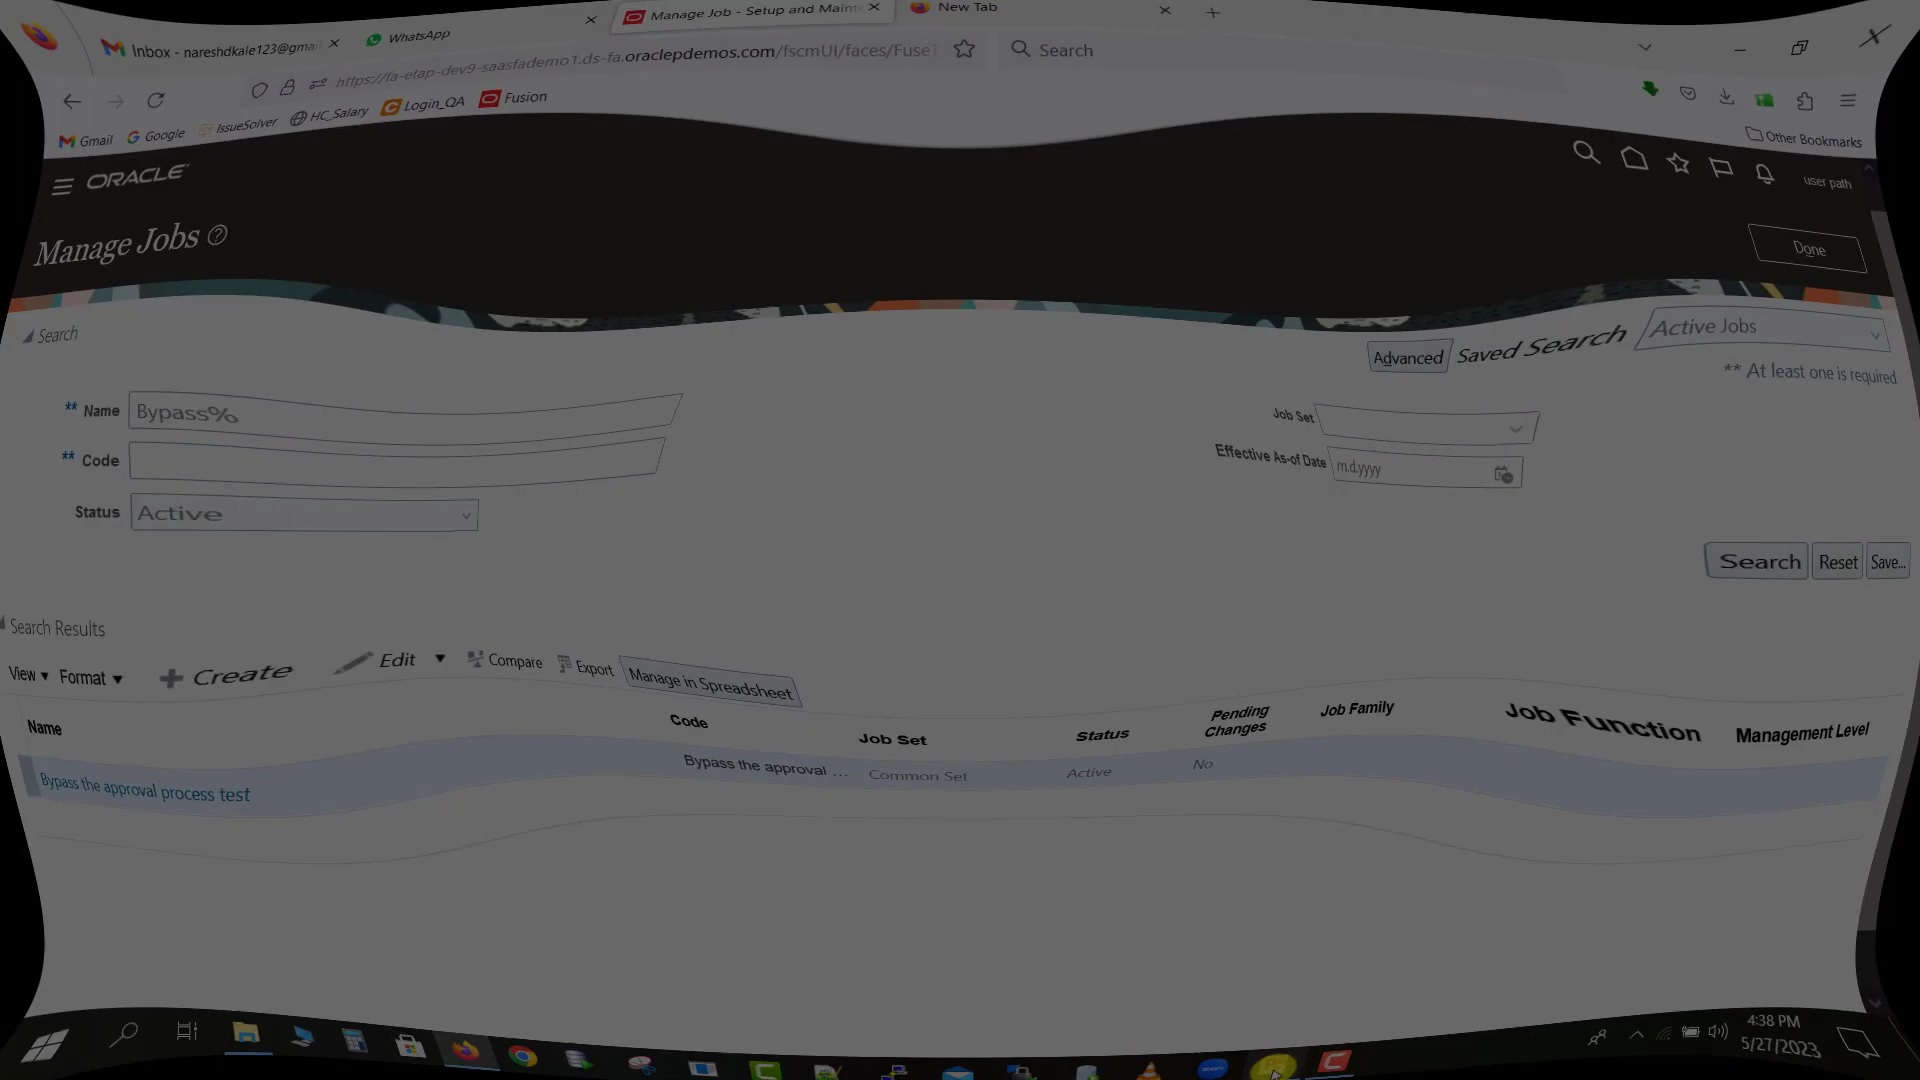 Inbox - nareshdkale123@gmail
WhatsApp
Manage Job - Setup and Maint
New Tab
https://fa-etap-dev9-saasfademo1.ds-fa.oraclepdemos.com/fscmUI/faces/Fuse
Search
Gmail
Google
IssueSolver
HC_Salary
Login_QA
Fusion
Other Bookmarks
ORACLE
user path
Manage Jobs
Done
Search
Advanced
Saved Search
Active Jobs
** At least one is required
** Name
Bypass%
** Code
Status
Active
Job Set
Effective As-of Date
m.d.yyyy
Search
Reset
Save...
Search Results
View
Format
Create
Edit
Compare
Export
Manage in Spreadsheet
Name
Code
Job Set
Status
Pending
Changes
Job Family
Job Function
Management Level
Bypass the approval process test
Bypass the approval ...
Common Set
Active
No
4:38 PM
5/27/2023